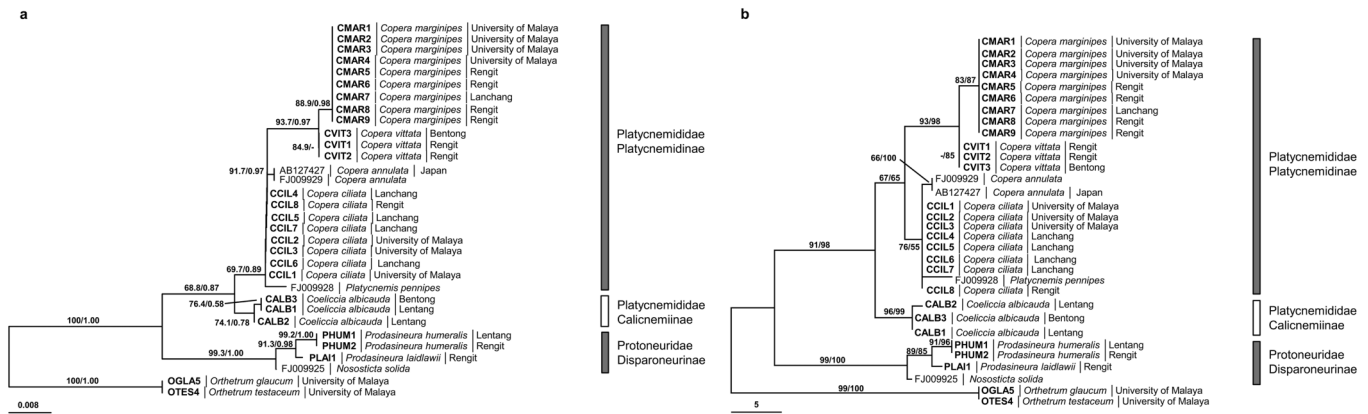 a
CMAR1 | Copera marginipes | University of Malaya
CMAR2 | Copera marginipes | University of Malaya
CMAR3 | Copera marginipes | University of Malaya
CMAR4 | Copera marginipes | University of Malaya
CMAR5 | Copera marginipes | Rengit
CMAR6 | Copera marginipes | Rengit
CMAR7 | Copera marginipes | Lanchang
88.9/0.98
CMAR8 | Copera marginipes | Rengit
CMAR9 | Copera marginipes | Rengit
93.7/0.97
CVIT3 | Copera vittata | Bentong
84.9/-
CVIT1 | Copera vittata | Rengit
CVIT2 | Copera vittata | Rengit
91.7/0.97
AB127427 | Copera annulata | Japan
FJ009929 | Copera annulata
CCIL4 | Copera ciliata | Lanchang
CCIL8 | Copera ciliata | Rengit
CCIL5 | Copera ciliata | Lanchang
CCIL7 | Copera ciliata | Lanchang
CCIL2 | Copera ciliata | University of Malaya
CCIL3 | Copera ciliata | University of Malaya
CCIL6 | Copera ciliata | Lanchang
69.7/0.89
CCIL1 | Copera ciliata | University of Malaya
68.8/0.87
FJ009928 | Platycnemis pennipes
CALB3 | Coeliccia albicauda | Bentong
76.4/0.58
CALB1 | Coeliccia albicauda | Lentang
74.1/0.78
CALB2 | Coeliccia albicauda | Lentang
100/1.00
99.2/1.00
PHUM1 | Prodasineura humeralis | Lentang
91.3/0.98
PHUM2 | Prodasineura humeralis | Rengit
99.3/1.00
PLAI1 | Prodasineura laidlawii | Rengit
FJ009925 | Nososticta solida
100/1.00
OGLA5 | Orthetrum glaucum | University of Malaya
OTES4 | Orthetrum testaceum | University of Malaya
0.008
Platycnemididae
Platycnemidinae
Platycnemididae
Calicnemiinae
Protoneuridae
Disparoneurinae
b
CMAR1 | Copera marginipes | University of Malaya
CMAR2 | Copera marginipes | University of Malaya
CMAR3 | Copera marginipes | University of Malaya
CMAR4 | Copera marginipes | University of Malaya
83/87
CMAR5 | Copera marginipes | Rengit
CMAR6 | Copera marginipes | Rengit
CMAR7 | Copera marginipes | Lanchang
CMAR8 | Copera marginipes | Rengit
93/98
CMAR9 | Copera marginipes | Rengit
CVIT1 | Copera vittata | Rengit
-/85
CVIT2 | Copera vittata | Rengit
66/100
CVIT3 | Copera vittata | Bentong
67/65
FJ009929 | Copera annulata
AB127427 | Copera annulata | Japan
CCIL1 | Copera ciliata | University of Malaya
CCIL2 | Copera ciliata | University of Malaya
CCIL3 | Copera ciliata | University of Malaya
CCIL4 | Copera ciliata | Lanchang
76/55
CCIL5 | Copera ciliata | Lanchang
91/98
CCIL6 | Copera ciliata | Lanchang
CCIL7 | Copera ciliata | Lanchang
FJ009928 | Platycnemis pennipes
CCIL8 | Copera ciliata | Rengit
CALB2 | Coeliccia albicauda | Lentang
96/99
CALB3 | Coeliccia albicauda | Bentong
CALB1 | Coeliccia albicauda | Lentang
91/96
PHUM1 | Prodasineura humeralis | Lentang
89/85
PHUM2 | Prodasineura humeralis | Rengit
99/100
PLAI1 | Prodasineura laidlawii | Rengit
FJ009925 | Nososticta solida
99/100
OGLA5 | Orthetrum glaucum | University of Malaya
OTES4 | Orthetrum testaceum | University of Malaya
5
Platycnemididae
Platycnemidinae
Platycnemididae
Calicnemiinae
Protoneuridae
Disparoneurinae